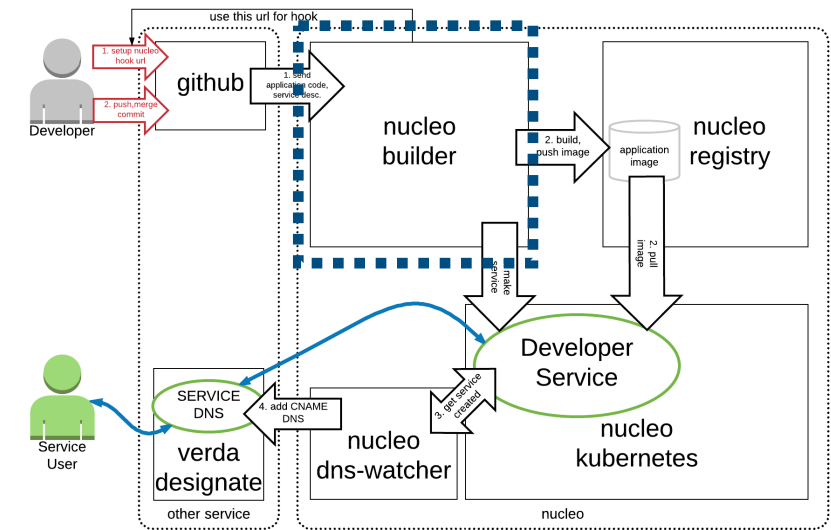 use this url for hook
1. setup nucleo
hook url
2. push,merge
commit
Developer
github
1. send
application code,
service desc.
nucleo
builder
2. build,
push image
application
image
nucleo
registry
make
service
2. pull
image
Developer
Service
nucleo
kubernetes
3. get service
created
SERVICE
DNS
4. add CNAME
DNS
nucleo
dns-watcher
verda
designate
Service
User
other service
nucleo